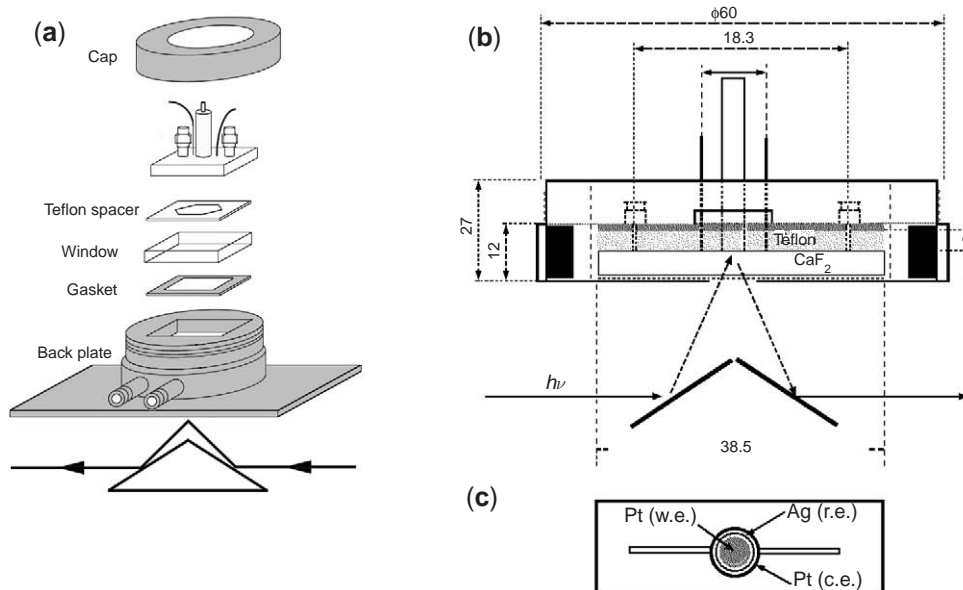 (a)
Cap
Teflon spacer
Window
Gasket
Back plate
(b)
ϕ60
18.3
27
12
Teflon
CaF₂
hν
38.5
(c)
Pt (w.e.)
Ag (r.e.)
Pt (c.e.)